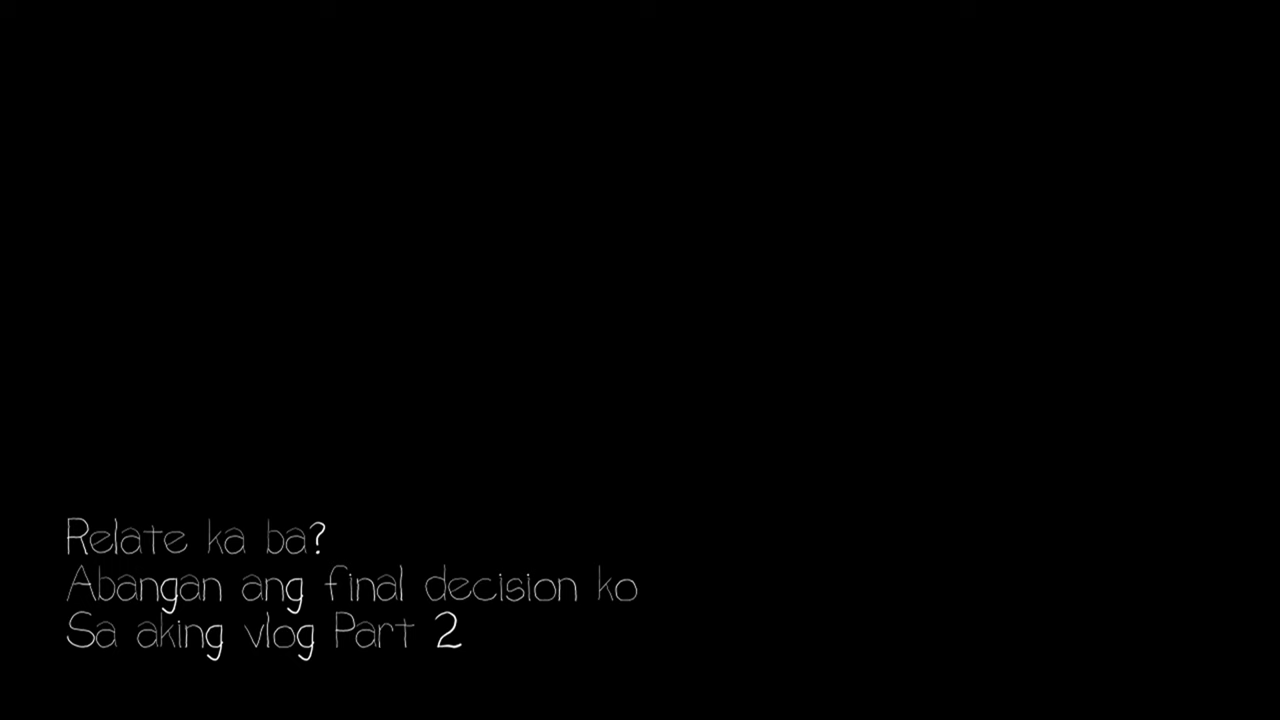 Relate ka ba?
Abangan ang final decision ko
Sa aking vlog Part 2